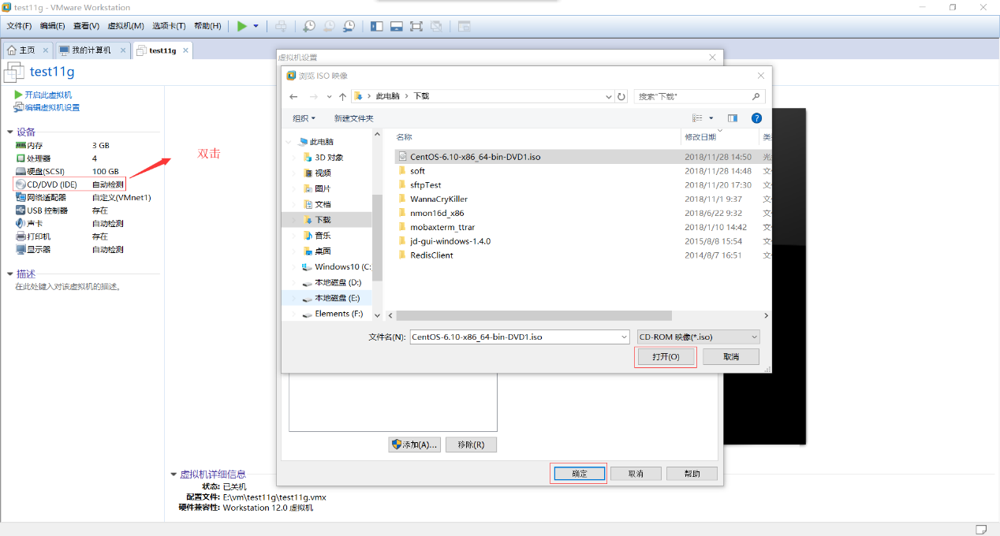 test11g - VMware Workstation
文件(F) 编辑(E) 查看(V) 虚拟机(M) 选项卡(T) 帮助(H)
主页 我的计算机 test11g
test11g
开启此虚拟机
编辑虚拟机设置
设备
内存 3 GB
处理器 4
硬盘(SCSI) 100 GB
CD/DVD (IDE) 自动检测
网络适配器 自定义(VMnet1)
USB 控制器 存在
声卡 自动检测
打印机 存在
显示器 自动检测
描述
在此处键入对该虚拟机的描述。
双击
虚拟机设置
浏览 ISO 映像
此电脑 下载
搜索"下载"
组织 新建文件夹
此电脑
3D 对象
视频
图片
文档
下载
音乐
桌面
Windows10 (C:
本地磁盘 (D:)
本地磁盘 (E:)
Elements (F:)
名称 修改日期
CentOS-6.10-x86_64-bin-DVD1.iso 2018/11/28 14:50
soft 2018/11/28 14:48
sftpTest 2018/11/20 17:30
WannaCryKiller 2018/11/1 9:37
nmon16d_x86 2018/6/22 9:32
mobaxterm_ttrar 2018/1/10 14:42
jd-gui-windows-1.4.0 2015/8/8 15:54
RedisClient 2014/8/7 16:51
文件名(N): CentOS-6.10-x86_64-bin-DVD1.iso CD-ROM 映像(*.iso)
打开(O) 取消
添加(A)... 移除(R)
确定 取消 帮助
虚拟机详细信息
状态: 已关机
配置文件: E:\vm\test11g\test11g.vmx
硬件兼容性: Workstation 12.0 虚拟机